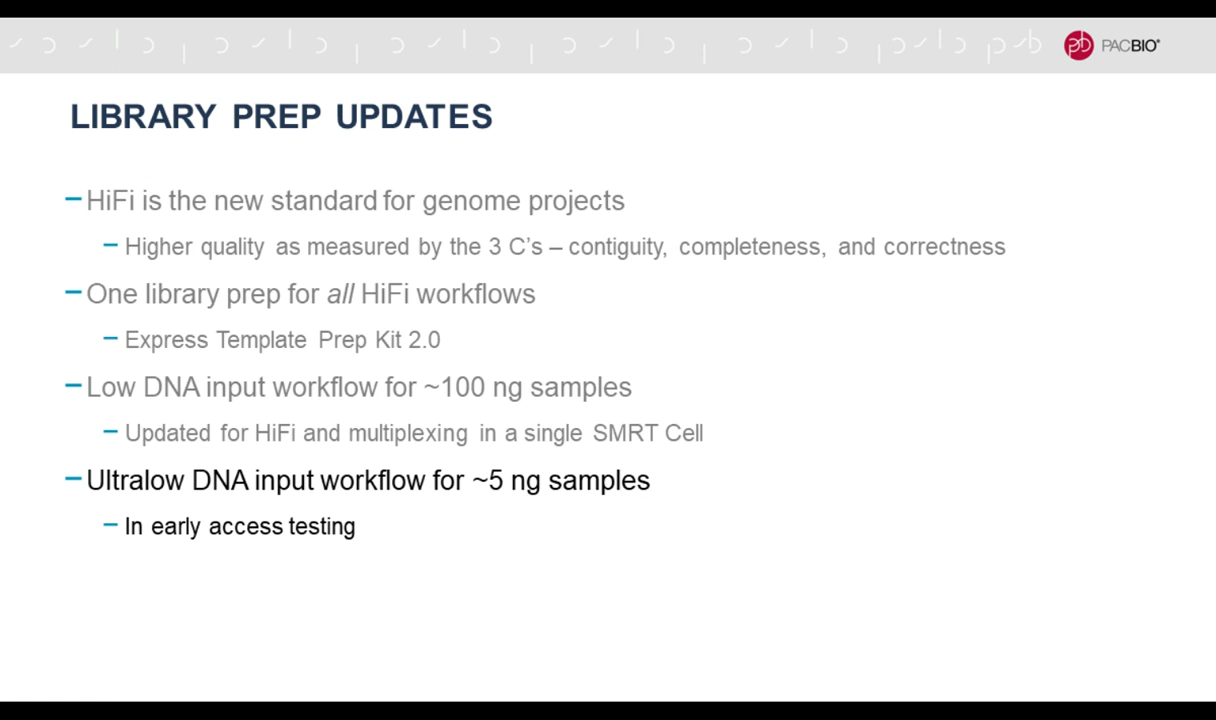 PACBIO®
LIBRARY PREP UPDATES
– HiFi is the new standard for genome projects
– Higher quality as measured by the 3 C’s – contiguity, completeness, and correctness
– One library prep for all HiFi workflows
– Express Template Prep Kit 2.0
– Low DNA input workflow for ~100 ng samples
– Updated for HiFi and multiplexing in a single SMRT Cell
– Ultralow DNA input workflow for ~5 ng samples
– In early access testing